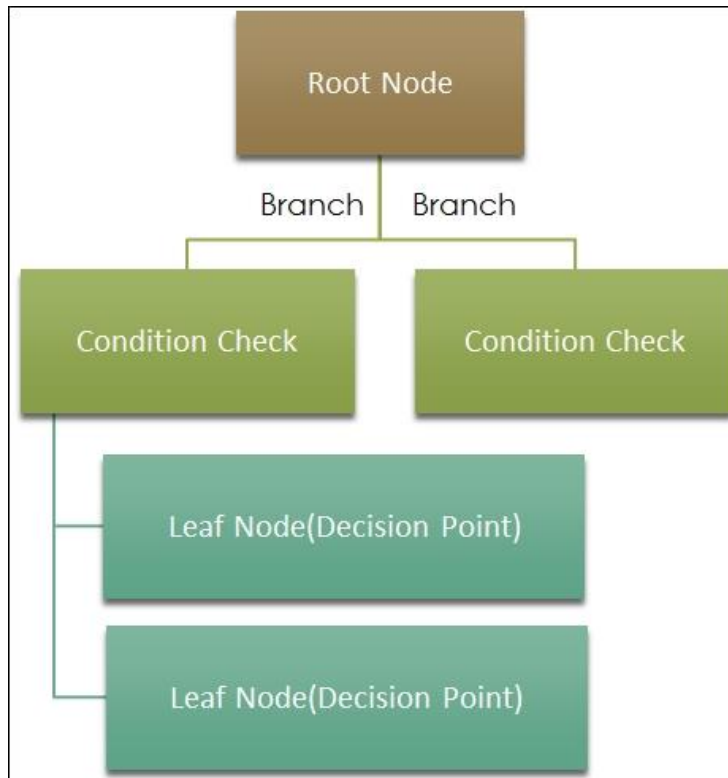 Root Node
Branch Branch
Condition Check Condition Check
Leaf Node(Decision Point)
Leaf Node(Decision Point)